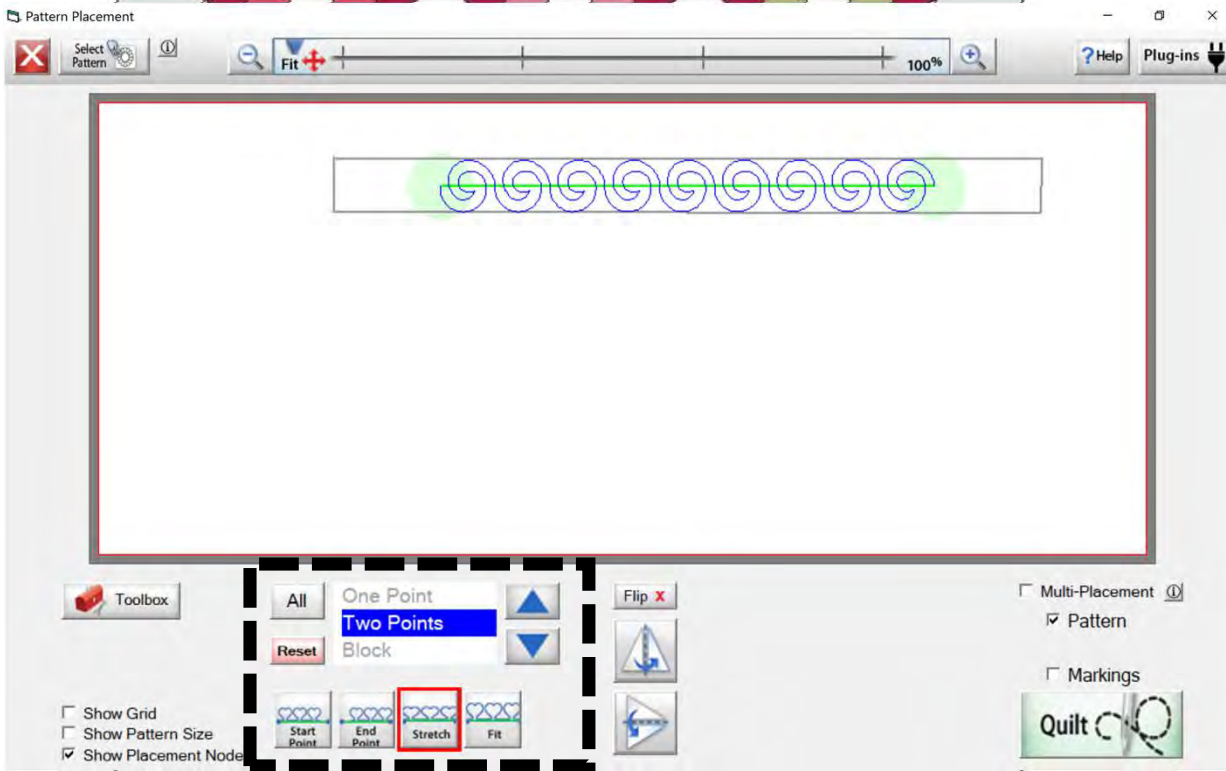 Pattern Placement
Select
Pattern
Fit
100%
? Help
Plug-ins
Toolbox
All
One Point
Two Points
Block
Reset
Flip X
Multi-Placement
Pattern
Markings
Show Grid
Show Pattern Size
Show Placement Node
Start
Point
End
Point
Stretch
Fit
Quilt